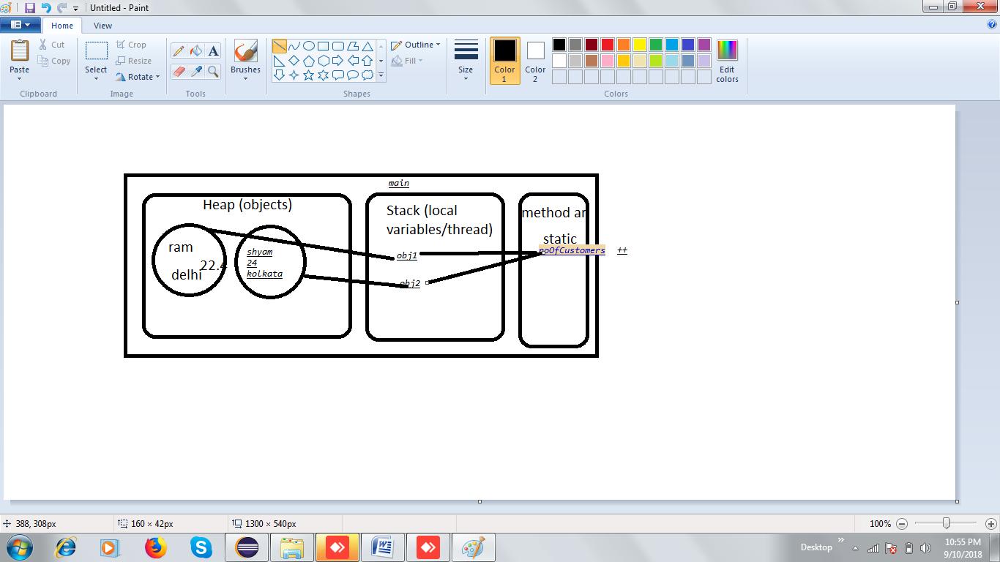 Untitled - Paint
Home
View
Paste
Cut
Copy
Clipboard
Select
Crop
Resize
Rotate
Image
A
Tools
Brushes
Outline
Fill
Shapes
Size
Color 1
Color 2
Edit colors
Colors
main
Heap (objects)
ram
22.4
delhi
shyam
24
kolkata
Stack (local
variables/thread)
obj1
obj2
method ar
static
noOfCustomers ++
388, 308px
160 × 42px
1300 × 540px
100%
Desktop
10:55 PM
9/10/2018